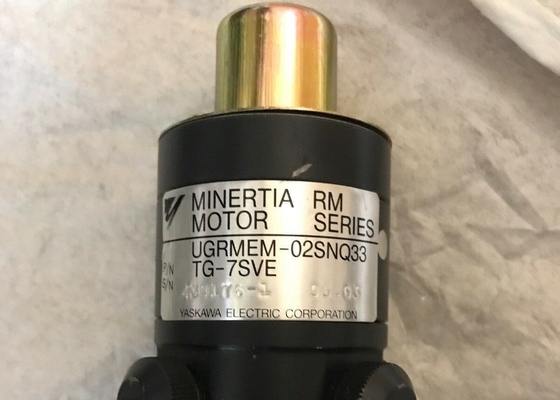 MINERTIA RM
MOTOR SERIES
UGRMEM-02SNQ33
P/N TG-7SVE
S/N
YASKAWA ELECTRIC CORPORATION